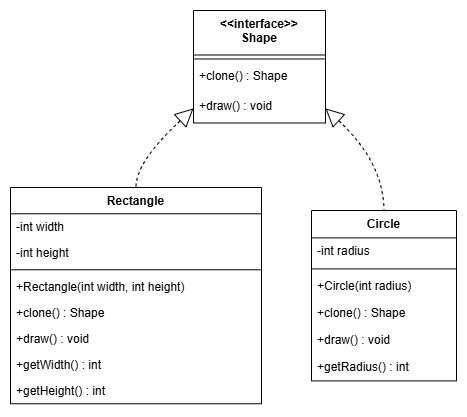 <<interface>>
Shape
+clone() : Shape
+draw() : void
Rectangle
-int width
-int height
+Rectangle(int width, int height)
+clone() : Shape
+draw() : void
+getWidth() : int
+getHeight() : int
Circle
-int radius
+Circle(int radius)
+clone() : Shape
+draw() : void
+getRadius() : int